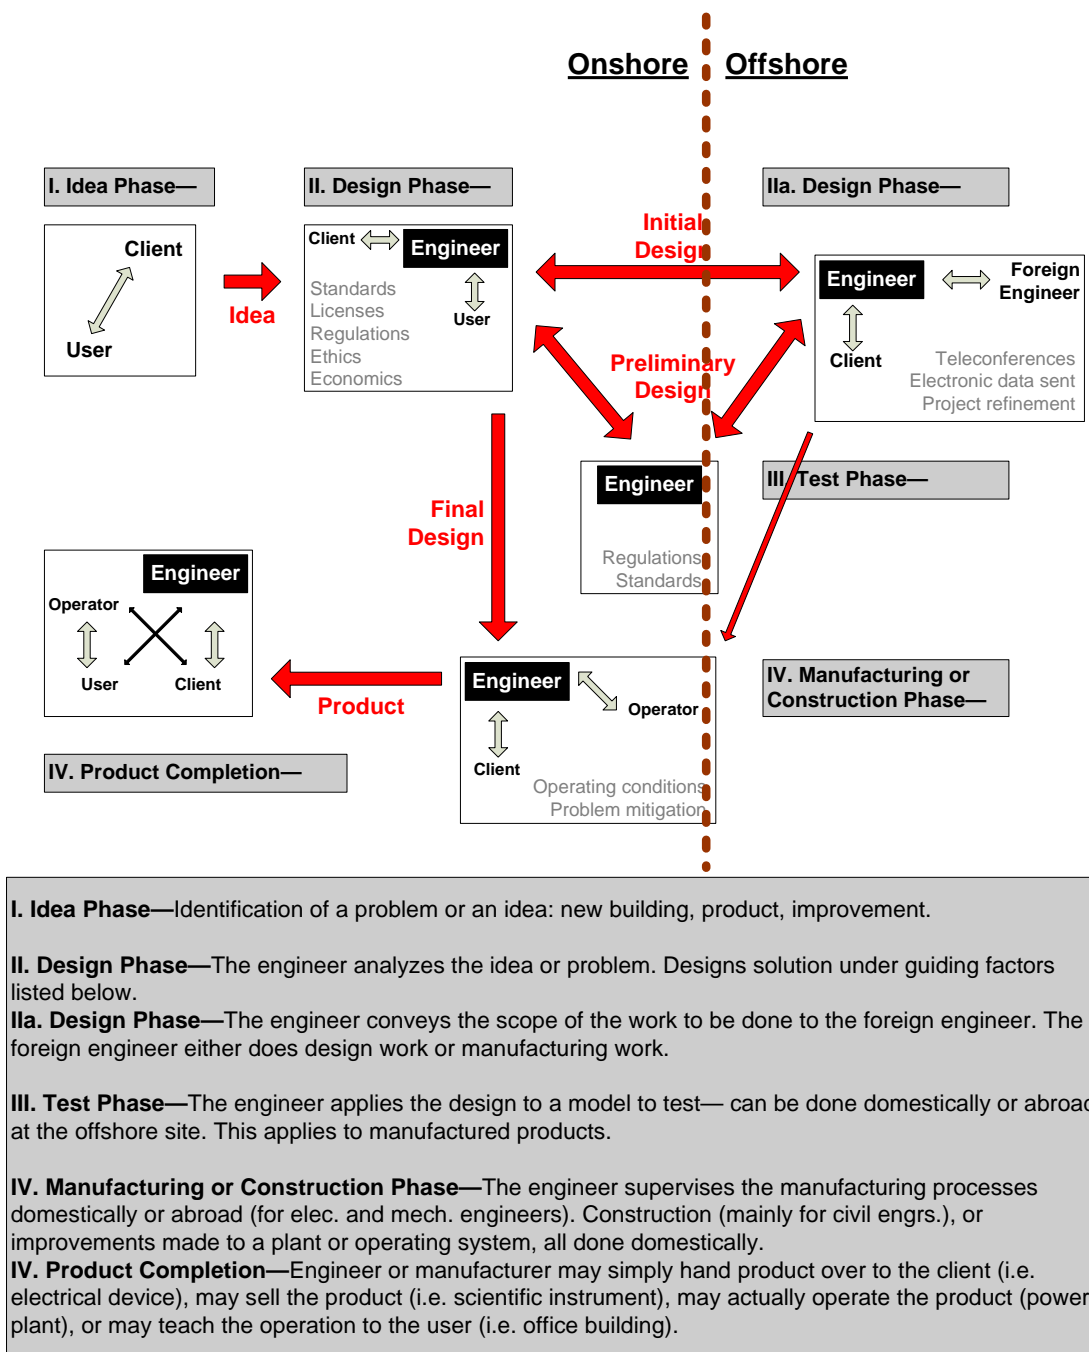 Onshore
Offshore
I. Idea Phase—
II. Design Phase—
IIa. Design Phase—
Client
User
Idea
Client
Engineer
Standards
Licenses
Regulations
Ethics
Economics
User
Initial
Design
Engineer
Foreign
Engineer
Client
Teleconferences
Electronic data sent
Project refinement
Preliminary
Design
Engineer
Regulations
Standards
III. Test Phase—
Final
Design
Engineer
Operator
User
Client
Product
Engineer
Operator
Client
Operating conditions
Problem mitigation
IV. Manufacturing or
Construction Phase—
IV. Product Completion—
I. Idea Phase—Identification of a problem or an idea: new building, product, improvement.
II. Design Phase—The engineer analyzes the idea or problem. Designs solution under guiding factors
listed below.
IIa. Design Phase—The engineer conveys the scope of the work to be done to the foreign engineer. The
foreign engineer either does design work or manufacturing work.
III. Test Phase—The engineer applies the design to a model to test— can be done domestically or abroad
at the offshore site. This applies to manufactured products.
IV. Manufacturing or Construction Phase—The engineer supervises the manufacturing processes
domestically or abroad (for elec. and mech. engineers). Construction (mainly for civil engrs.), or
improvements made to a plant or operating system, all done domestically.
IV. Product Completion—Engineer or manufacturer may simply hand product over to the client (i.e.
electrical device), may sell the product (i.e. scientific instrument), may actually operate the product (power
plant), or may teach the operation to the user (i.e. office building).